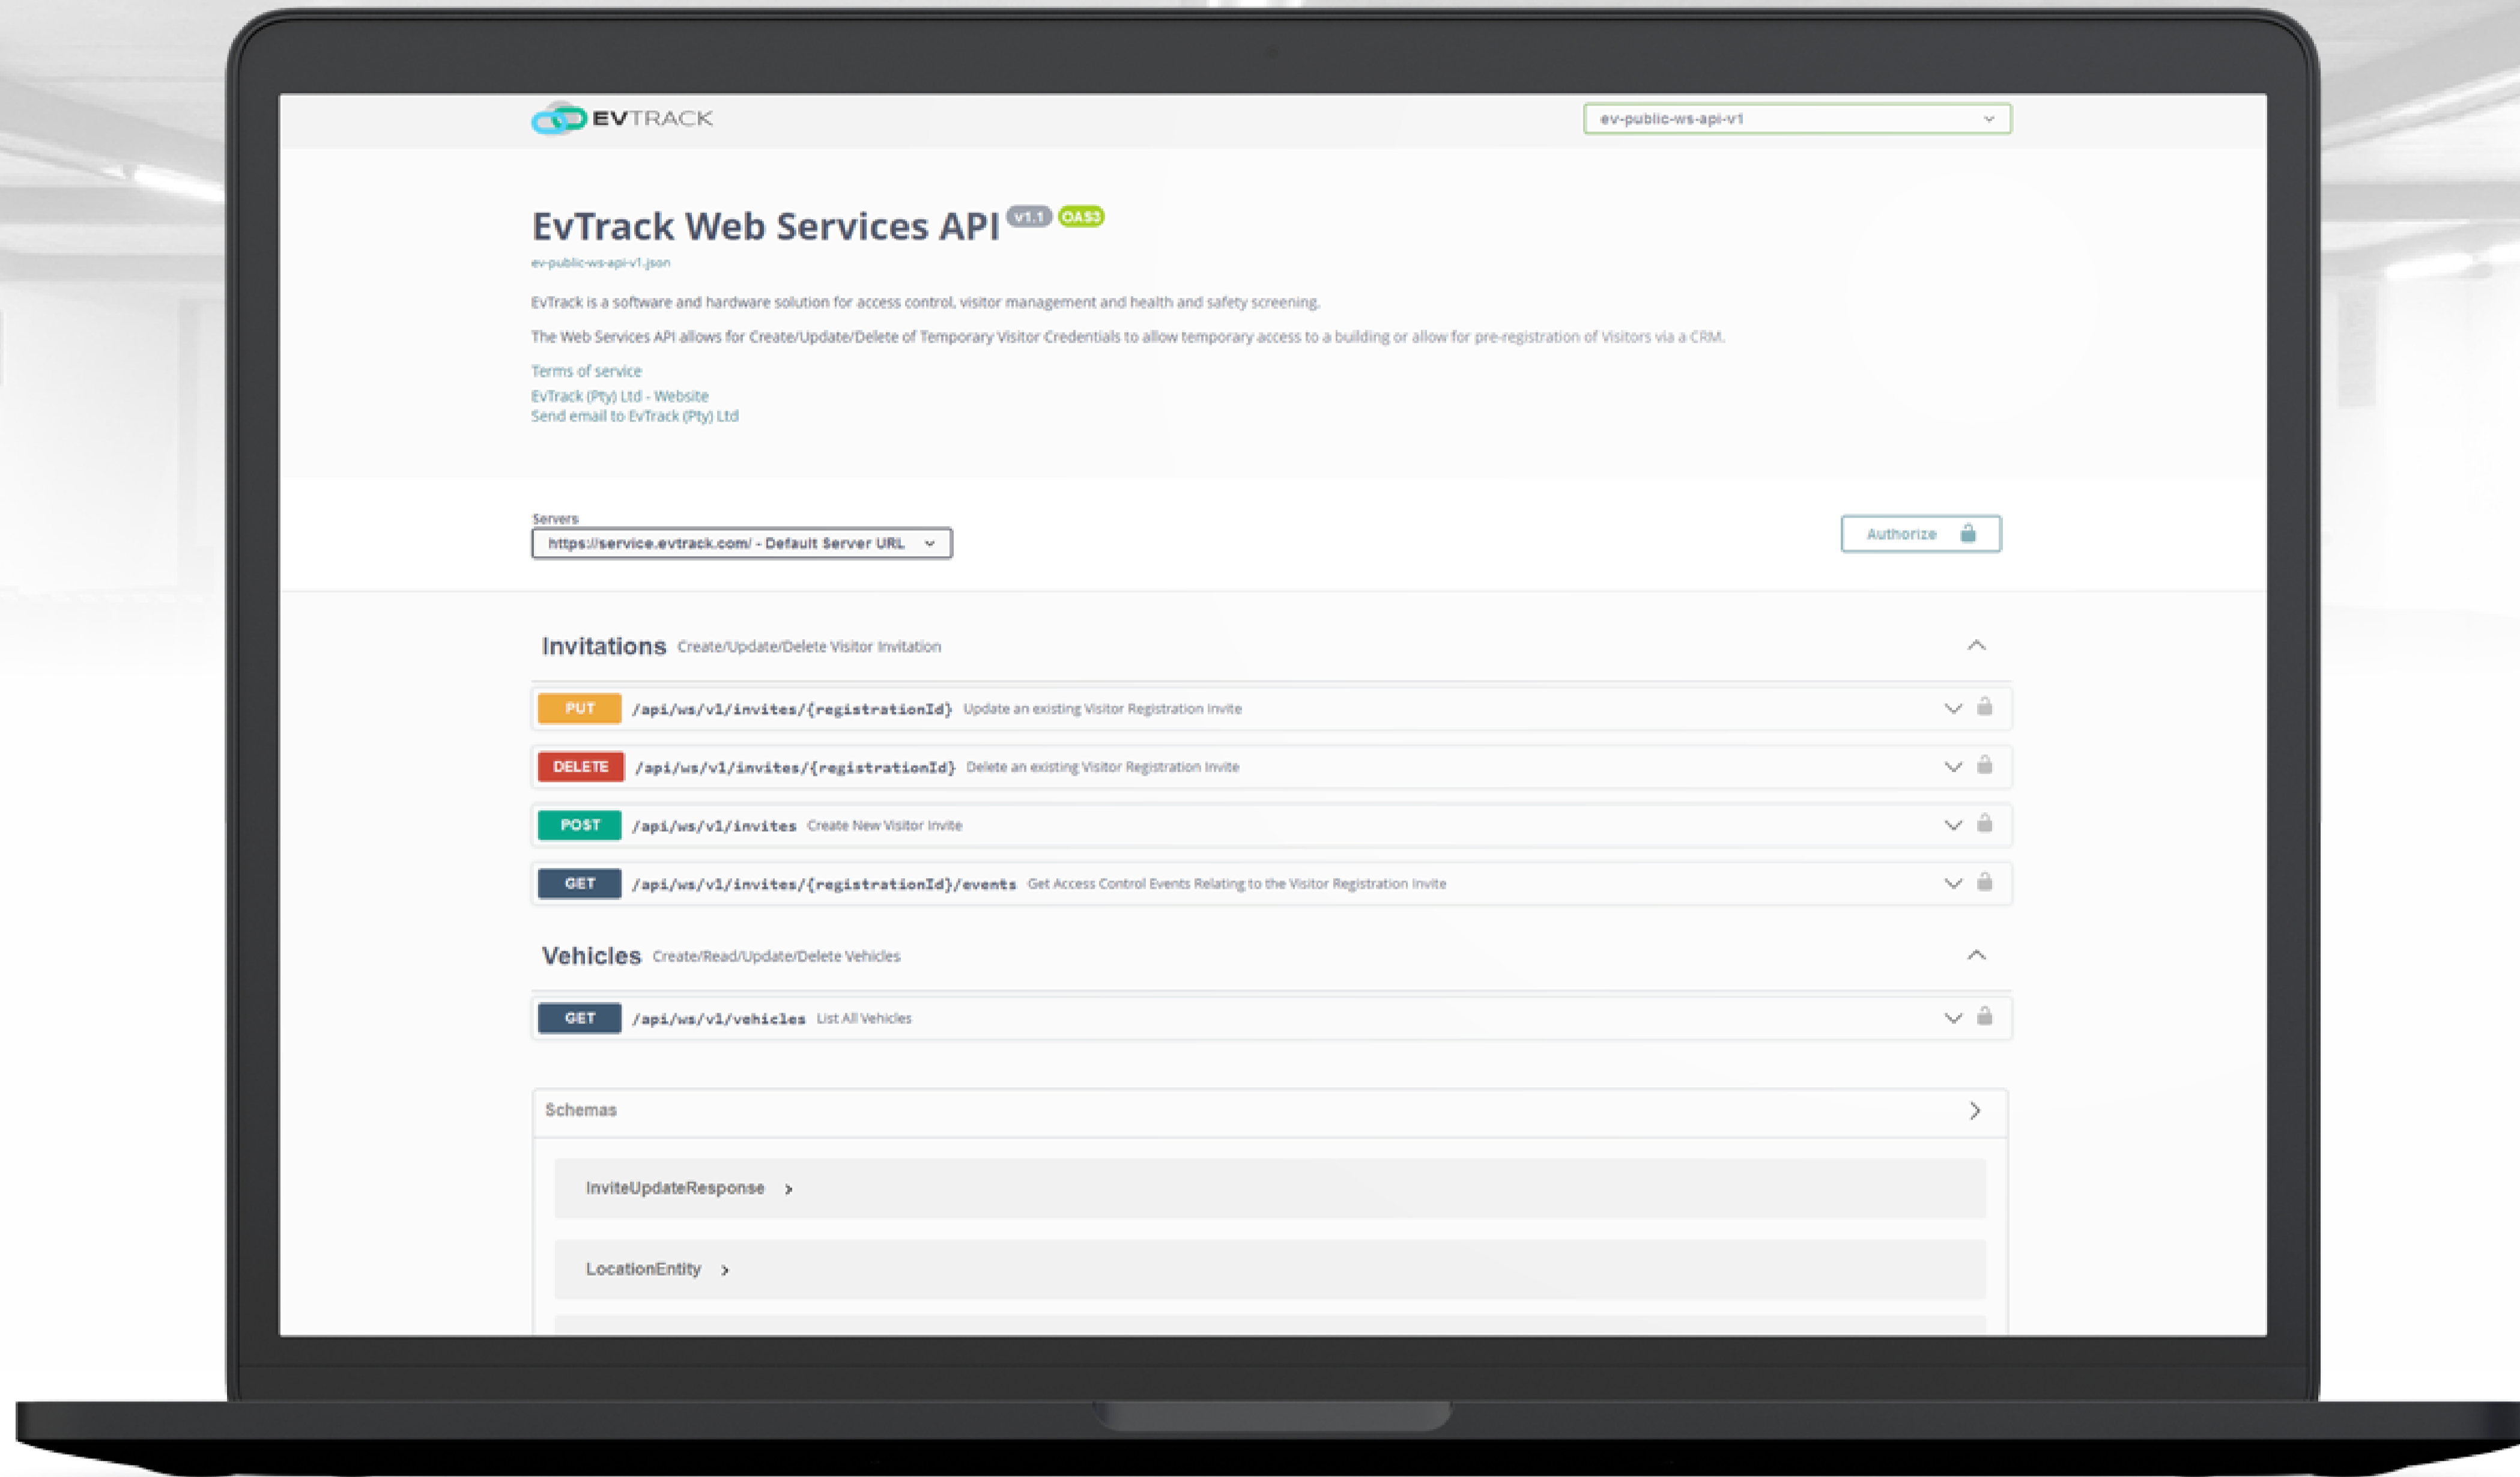 EVTRACK
ev-public-ws-api-v1
EvTrack Web Services API v1.1 OAS3
ev-public-ws-api-v1.json
EvTrack is a software and hardware solution for access control, visitor management and health and safety screening.
The Web Services API allows for Create/Update/Delete of Temporary Visitor Credentials to allow temporary access to a building or allow for pre-registration of Visitors via a CRM.
Terms of service
EvTrack (Pty) Ltd - Website
Send email to EvTrack (Pty) Ltd
Servers
https://service.evtrack.com/ - Default Server URL
Authorize
Invitations Create/Update/Delete Visitor Invitation
PUT /api/ws/v1/invites/{registrationId} Update an existing Visitor Registration Invite
DELETE /api/ws/v1/invites/{registrationId} Delete an existing Visitor Registration Invite
POST /api/ws/v1/invites Create New Visitor Invite
GET /api/ws/v1/invites/{registrationId}/events Get Access Control Events Relating to the Visitor Registration Invite
Vehicles Create/Read/Update/Delete Vehicles
GET /api/ws/v1/vehicles List All Vehicles
Schemas
InviteUpdateResponse
LocationEntity